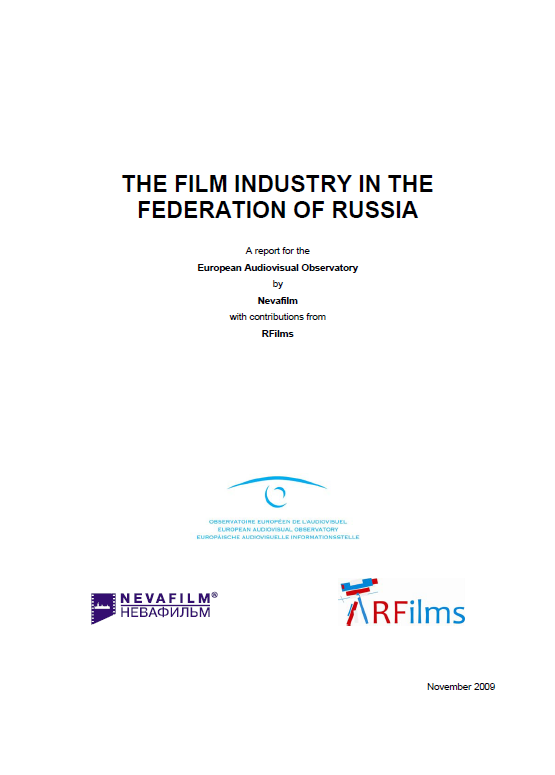 THE FILM INDUSTRY IN THE
FEDERATION OF RUSSIA
A report for the
European Audiovisual Observatory
by
Nevafilm
with contributions from
RFilms
OBSERVATOIRE EUROPÉEN DE L'AUDIOVISUEL
EUROPEAN AUDIOVISUAL OBSERVATORY
EUROPÄISCHE AUDIOVISUELLE INFORMATIONSSTELLE
NEVAFILM®
НЕВАФИЛЬМ
RFilms
November 2009